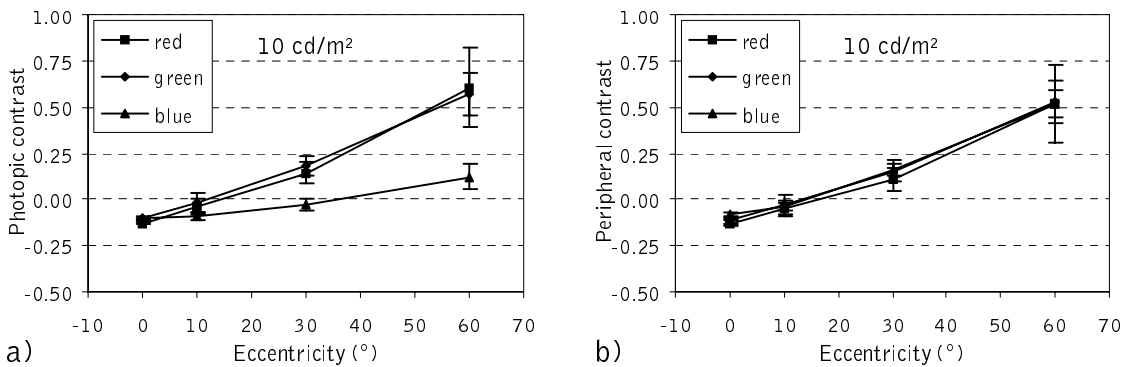 1.00
0.75
0.50
0.25
0.00
-0.25
-0.50
Photopic contrast
red
green
blue
10 cd/m²
-10 0 10 20 30 40 50 60 70
Eccentricity (°)
a)
1.00
0.75
0.50
0.25
0.00
-0.25
-0.50
Peripheral contrast
red
green
blue
10 cd/m²
-10 0 10 20 30 40 50 60 70
Eccentricity (°)
b)